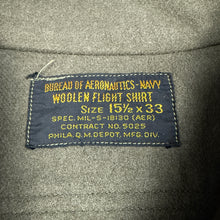 BUREAU OF AERONAUTICS-NAVY
WOOLEN FLIGHT SHIRT
SIZE 15½ x 33
SPEC. MIL-S-18130 (AER)
CONTRACT NO. 5025
PHILA. Q.M. DEPOT, MFG. DIV.